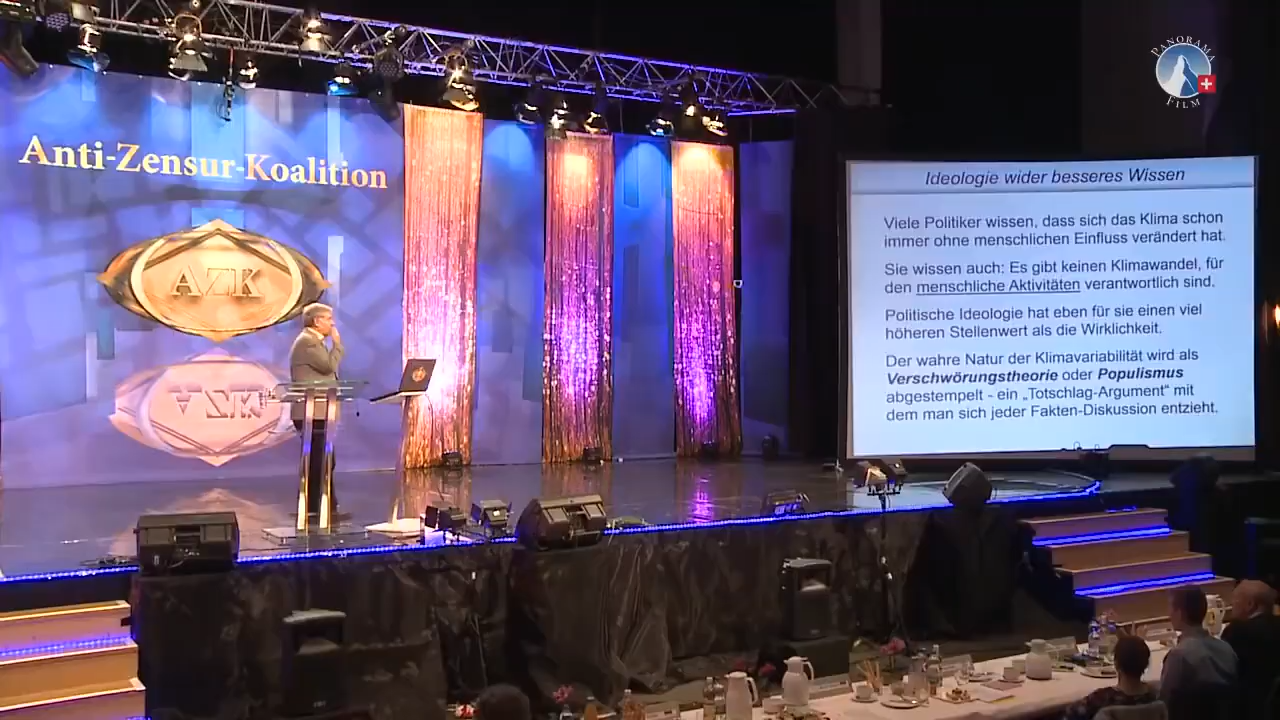 PANORAMA
FILM
Anti-Zensur-Koalition
AZK
Ideologie wider besseres Wissen
Viele Politiker wissen, dass sich das Klima schon
immer ohne menschlichen Einfluss verändert hat.
Sie wissen auch: Es gibt keinen Klimawandel, für
den menschliche Aktivitäten verantwortlich sind.
Politische Ideologie hat eben für sie einen viel
höheren Stellenwert als die Wirklichkeit.
Der wahre Natur der Klimavariabilität wird als
Verschwörungstheorie oder Populismus
abgestempelt - ein „Totschlag-Argument“ mit
dem man sich jeder Fakten-Diskussion entzieht.